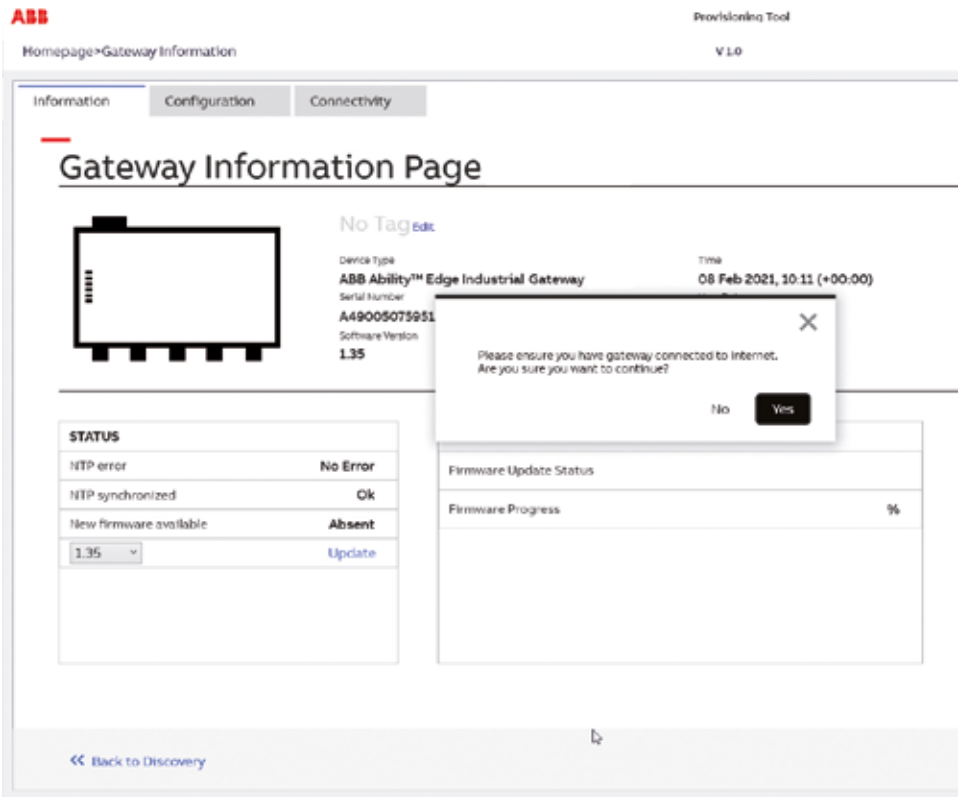 ABB
Provisioning Tool
Homepage>Gateway Information
V 1.0
Information
Configuration
Connectivity
Gateway Information Page
No Tag Edit
Device Type
ABB Ability™ Edge Industrial Gateway
Serial Number
A49005075951
Software Version
1.35
Time
08 Feb 2021, 10:11 (+00:00)
Please ensure you have gateway connected to internet.
Are you sure you want to continue?
No
Yes
STATUS
NTP error No Error
NTP synchronized Ok
New firmware available Absent
1.35 Update
Firmware Update Status
Firmware Progress %
<< Back to Discovery